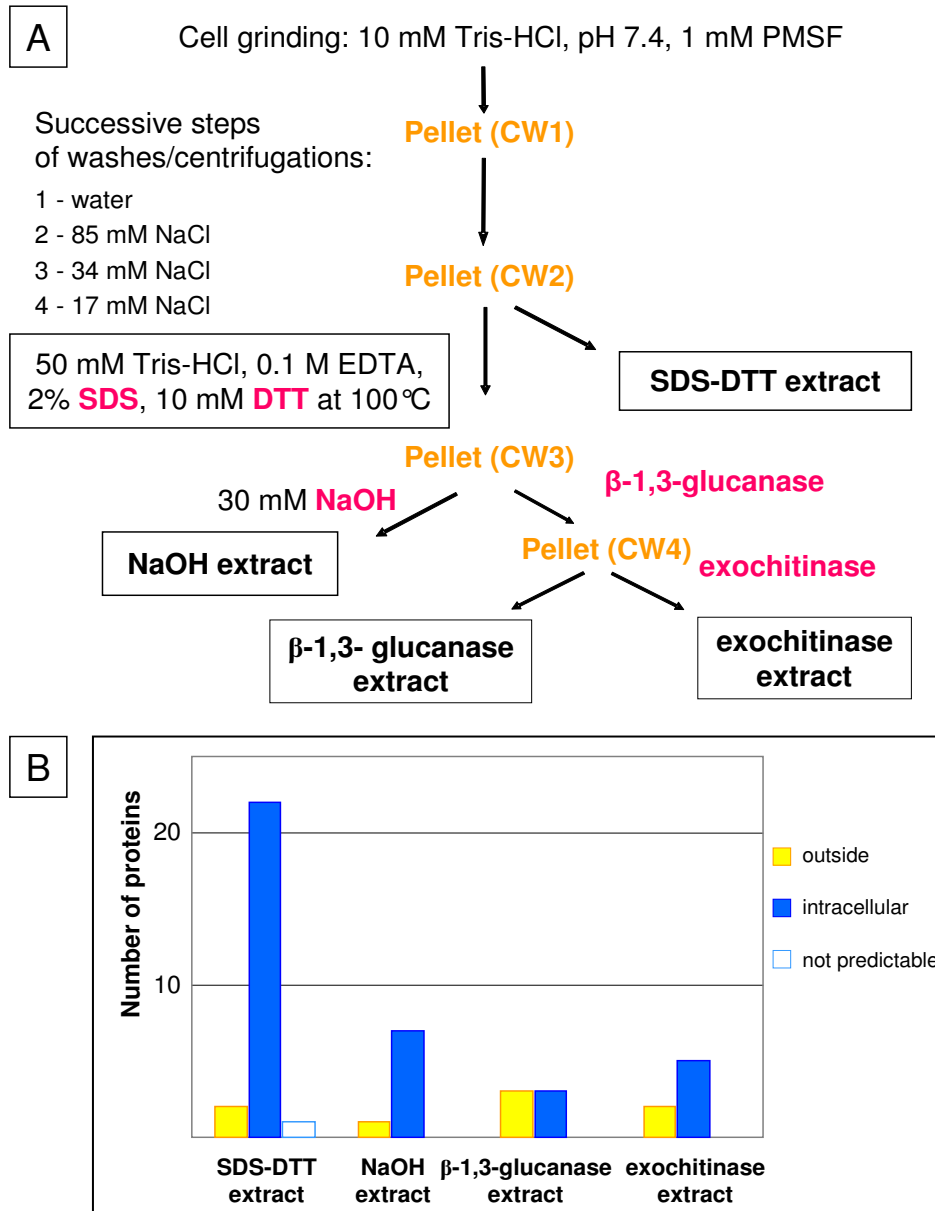 A
Cell grinding: 10 mM Tris-HCl, pH 7.4, 1 mM PMSF
Pellet (CW1)
Successive steps
of washes/centrifugations:
1 - water
2 - 85 mM NaCl
3 - 34 mM NaCl
4 - 17 mM NaCl
Pellet (CW2)
50 mM Tris-HCl, 0.1 M EDTA,
2% SDS, 10 mM DTT at 100°C
SDS-DTT extract
Pellet (CW3)
β-1,3-glucanase
30 mM NaOH
NaOH extract
Pellet (CW4)
exochitinase
β-1,3- glucanase
extract
exochitinase
extract
B
Number of proteins
20
10
outside
intracellular
not predictable
SDS-DTT
extract
NaOH
extract
β-1,3-glucanase
extract
exochitinase
extract